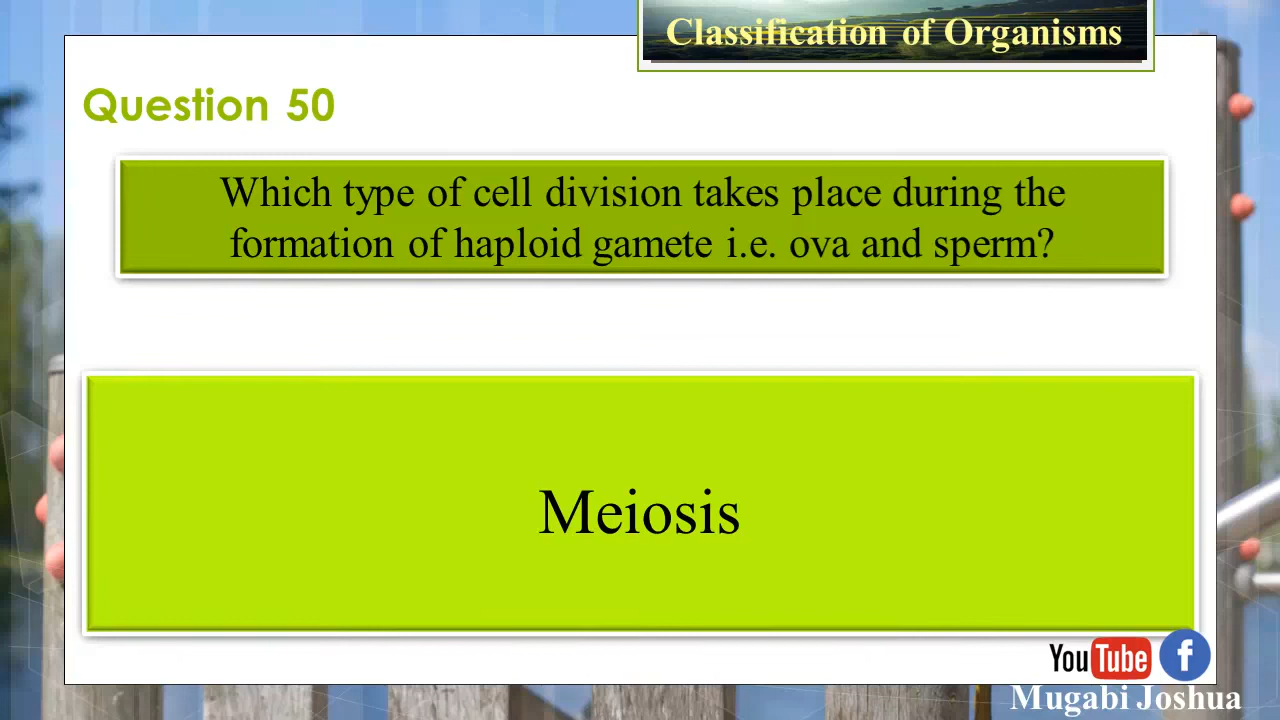 Classification of Organisms
Question 50
Which type of cell division takes place during the
formation of haploid gamete i.e. ova and sperm?
Meiosis
YouTube f
Mugabi Joshua